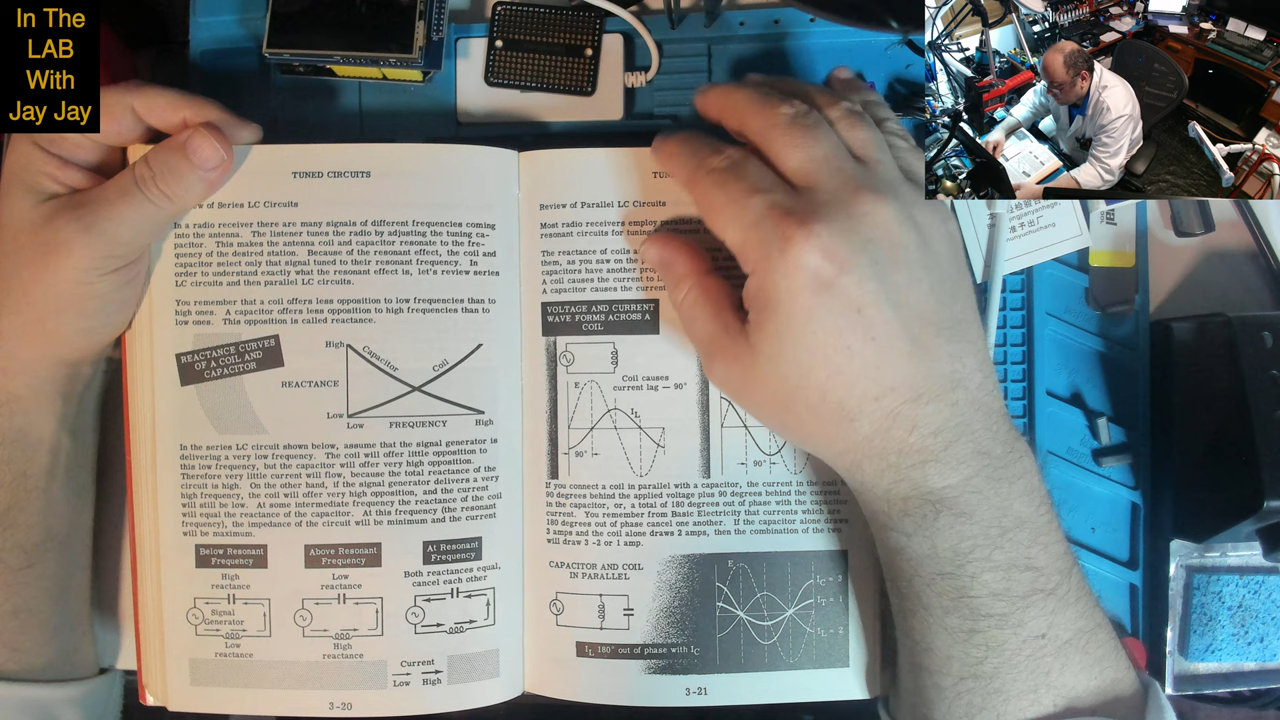 In The
LAB
With
Jay Jay
TUNED CIRCUITS
of Series LC Circuits
In a radio receiver there are many signals of different frequencies coming
into the antenna. The listener tunes the radio by adjusting the tuning ca-
pacitor. This makes the antenna coil and capacitor resonate to the fre-
quency of the desired station. Because of the resonant effect, the coil and
capacitor select only that signal tuned to their resonant frequency. In
order to understand exactly what the resonant effect is, let's review series
LC circuits and then parallel LC circuits.
You remember that a coil offers less opposition to low frequencies than to
high ones. A capacitor offers less opposition to high frequencies than to
low ones. This opposition is called reactance.
REACTANCE CURVES
OF A COIL AND
CAPACITOR
High
Capacitor
Coil
REACTANCE
Low
Low
FREQUENCY
High
In the series LC circuit shown below, assume that the signal generator is
delivering a very low frequency. The coil will offer little opposition to
this low frequency, but the capacitor will offer very high opposition.
Therefore very little current will flow, because the total reactance of the
circuit is high. On the other hand, if the signal generator delivers a very
high frequency, the coil will offer very high opposition, and the current
will still be low. At some intermediate frequency the reactance of the coil
will equal the reactance of the capacitor. At this frequency (the resonant
frequency), the impedance of the circuit will be minimum and the current
will be maximum.
Below Resonant
Frequency
High
reactance
Signal
Generator
Low
reactance
Above Resonant
Frequency
Low
reactance
High
reactance
At Resonant
Frequency
Both reactances equal,
cancel each other
Current
Low High
3-20
Review of Parallel LC Circuits
Most radio receivers employ parallel-
resonant circuits for tuning
The reactance of coils
them, as you saw on the
capacitors have another
A coil causes the current to
A capacitor causes the current
VOLTAGE AND CURRENT
WAVE FORMS ACROSS A
COIL
Coil causes
current lag — 90°
E
IL
90°
90°
If you connect a coil in parallel with a capacitor, the current in the coil
90 degrees behind the applied voltage plus 90 degrees behind the current
in the capacitor, or, a total of 180 degrees out of phase with the capacitor
current. You remember from Basic Electricity that currents which are
180 degrees out of phase cancel one another. If the capacitor alone draws
3 amps and the coil alone draws 2 amps, then the combination of the two
will draw 3 -2 or 1 amp.
CAPACITOR AND COIL
IN PARALLEL
IL 180° out of phase with IC
E
IC = 3
IT = 1
IL = 2
3-21
jingjianyanhege,
准予出厂
hunyuchuchang